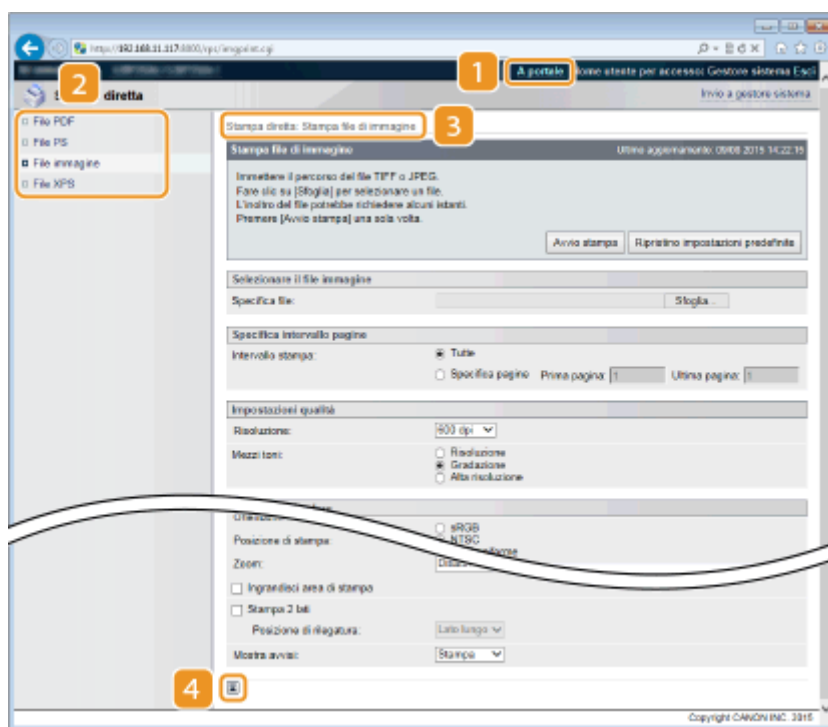 http://192.168.11.117:8000/rps/imgprint.cgi
1
A portale
Nome utente per accesso: Gestore sistema Esci
2
diretta
Invio a gestore sistema
File PDF
File PS
File immagine
File XPS
Stampa diretta: Stampa file di immagine
3
Stampa file di immagine
Ultimo aggiornamento: 09/06 2015 14:22:15
Immettere il percorso del file TIFF o JPEG.
Fare clic su [Sfoglia] per selezionare un file.
L'inoltro del file potrebbe richiedere alcuni istanti.
Premere [Avvio stampa] una sola volta.
Avvio stampa
Ripristino impostazioni predefinite
Selezionare il file immagine
Specifica file:
Sfoglia...
Specifica intervallo pagine
Intervallo stampa:
Tutte
Specifica pagine
Prima pagina: 1
Ultima pagina: 1
Impostazioni qualità
Risoluzione:
600 dpi
Mezzi toni:
Risoluzione
Gradazione
Alta risoluzione
sRGB
Posizione di stampa:
NTSC
Zoom:
Ingrandisci area di stampa
Stampa 2 lati
Posizione di rilegatura:
Lato lungo
Mostra avvisi:
Stampa
4
Copyright CANON INC. 2015